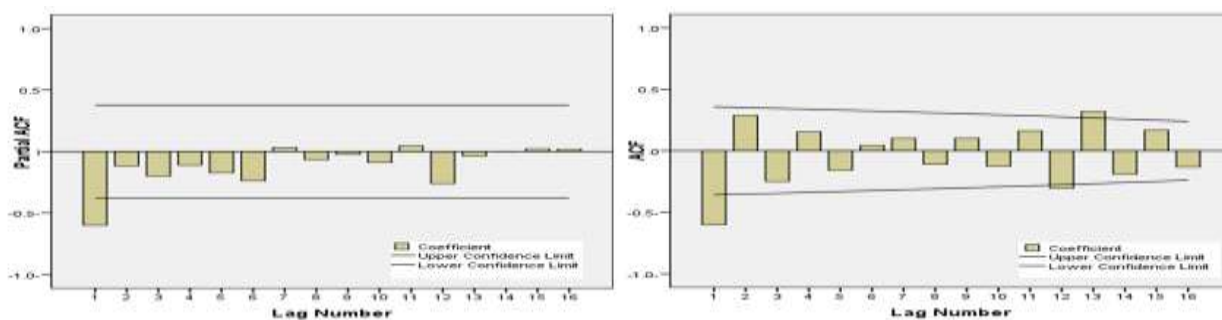 1.0
0.5
1
-0.5
-1.0
Partial ACF
Coefficient
Upper Confidence Limit
Lower Confidence Limit
1 2 3 4 5 6 7 8 9 10 11 12 13 14 15 16
Lag Number
1.0
0.5
0
-0.5
-1.0
ACF
Coefficient
Upper Confidence Limit
Lower Confidence Limit
1 2 3 4 5 6 7 8 9 10 11 12 13 14 15 16
Lag Number